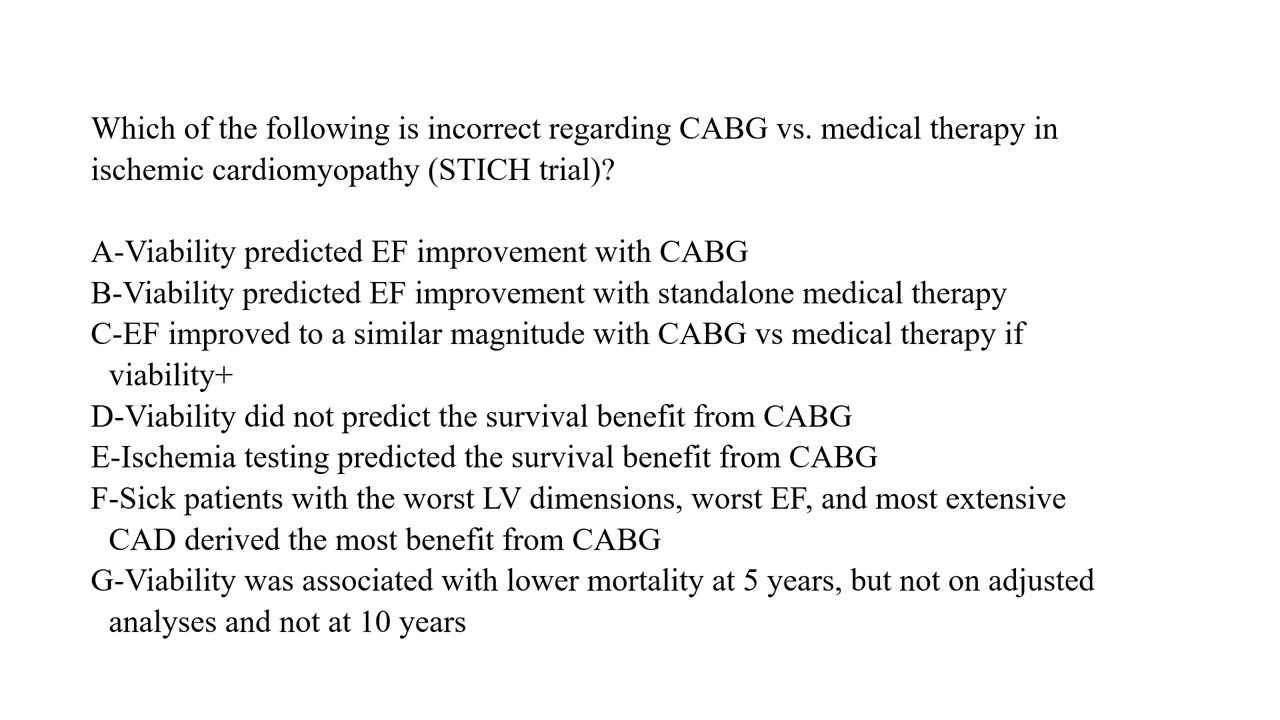 Which of the following is incorrect regarding CABG vs. medical therapy in
ischemic cardiomyopathy (STICH trial)?
A-Viability predicted EF improvement with CABG
B-Viability predicted EF improvement with standalone medical therapy
C-EF improved to a similar magnitude with CABG vs medical therapy if
viability+
D-Viability did not predict the survival benefit from CABG
E-Ischemia testing predicted the survival benefit from CABG
F-Sick patients with the worst LV dimensions, worst EF, and most extensive
CAD derived the most benefit from CABG
G-Viability was associated with lower mortality at 5 years, but not on adjusted
analyses and not at 10 years